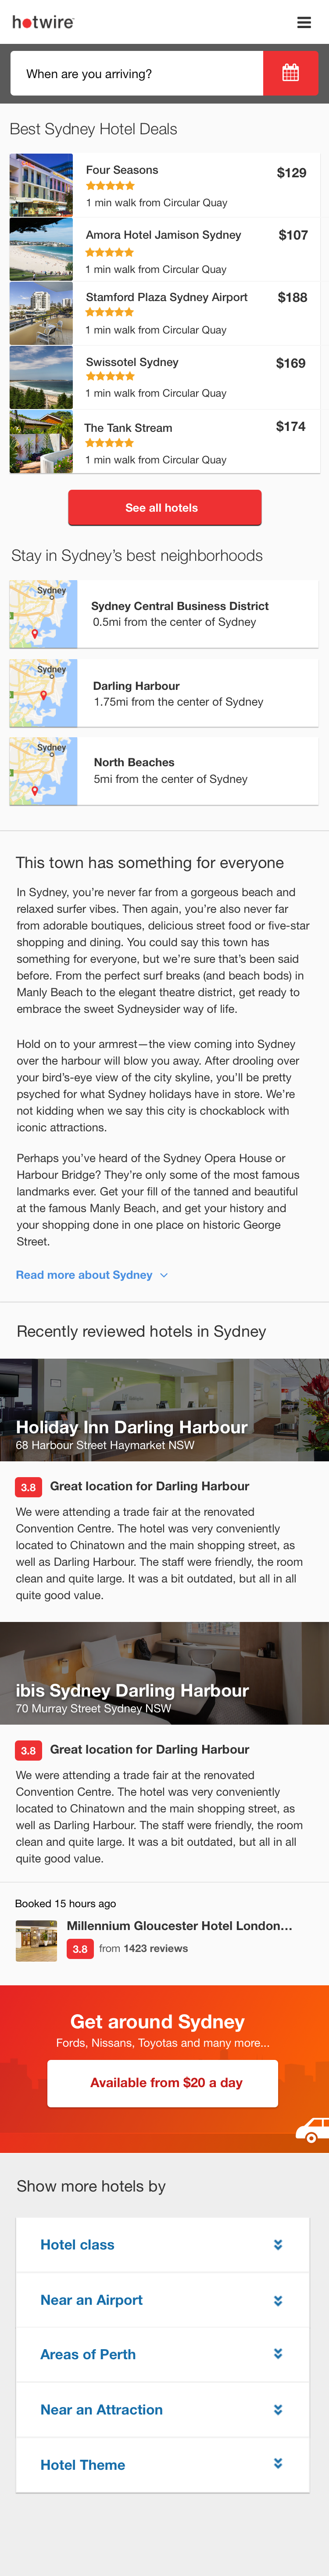 hotwire
When are you arriving?
Best Sydney Hotel Deals
Four Seasons
$129
1 min walk from Circular Quay
Amora Hotel Jamison Sydney
$107
1 min walk from Circular Quay
Stamford Plaza Sydney Airport
$188
1 min walk from Circular Quay
Swissotel Sydney
$169
1 min walk from Circular Quay
The Tank Stream
$174
1 min walk from Circular Quay
See all hotels
Stay in Sydney’s best neighborhoods
Sydney
Sydney Central Business District
0.5mi from the center of Sydney
Sydney
Darling Harbour
1.75mi from the center of Sydney
Sydney
North Beaches
5mi from the center of Sydney
This town has something for everyone
In Sydney, you’re never far from a gorgeous beach and
relaxed surfer vibes. Then again, you’re also never far
from adorable boutiques, delicious street food or five-star
shopping and dining. You could say this town has
something for everyone, but we’re sure that’s been said
before. From the perfect surf breaks (and beach bods) in
Manly Beach to the elegant theatre district, get ready to
embrace the sweet Sydneysider way of life.
Hold on to your armrest—the view coming into Sydney
over the harbour will blow you away. After drooling over
your bird’s-eye view of the city skyline, you’ll be pretty
psyched for what Sydney holidays have in store. We’re
not kidding when we say this city is chockablock with
iconic attractions.
Perhaps you’ve heard of the Sydney Opera House or
Harbour Bridge? They’re only some of the most famous
landmarks ever. Get your fill of the tanned and beautiful
at the famous Manly Beach, and get your history and
your shopping done in one place on historic George
Street.
Read more about Sydney
Recently reviewed hotels in Sydney
Holiday Inn Darling Harbour
68 Harbour Street Haymarket NSW
3.8 Great location for Darling Harbour
We were attending a trade fair at the renovated
Convention Centre. The hotel was very conveniently
located to Chinatown and the main shopping street, as
well as Darling Harbour. The staff were friendly, the room
clean and quite large. It was a bit outdated, but all in all
quite good value.
ibis Sydney Darling Harbour
70 Murray Street Sydney NSW
3.8 Great location for Darling Harbour
We were attending a trade fair at the renovated
Convention Centre. The hotel was very conveniently
located to Chinatown and the main shopping street, as
well as Darling Harbour. The staff were friendly, the room
clean and quite large. It was a bit outdated, but all in all
quite good value.
Booked 15 hours ago
Millennium Gloucester Hotel London...
3.8 from 1423 reviews
Get around Sydney
Fords, Nissans, Toyotas and many more...
Available from $20 a day
Show more hotels by
Hotel class
Near an Airport
Areas of Perth
Near an Attraction
Hotel Theme